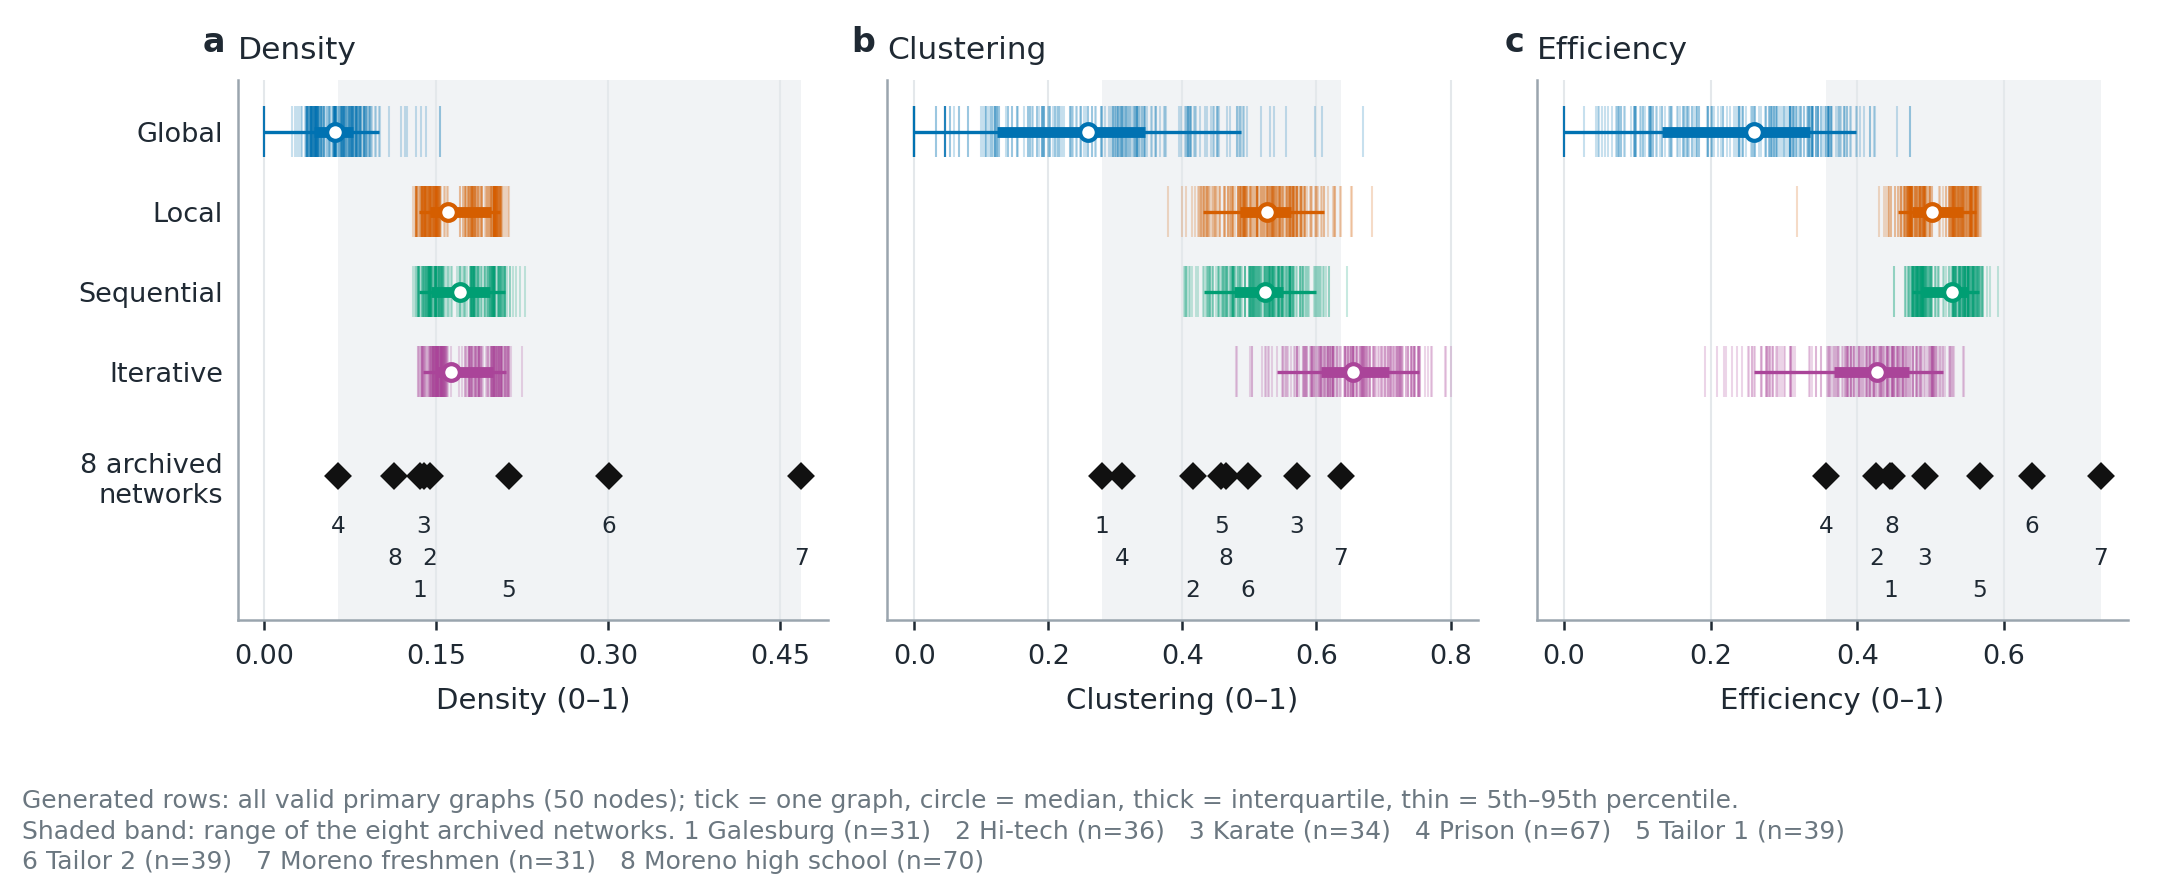 a Density
b Clustering
c Efficiency
Global
Local
Sequential
Iterative
8 archived
networks
4 3 6
8 2 7
1 5
1 5 3
4 8 7
2 6
4 8 6
2 3 7
1 5
0.00 0.15 0.30 0.45
0.0 0.2 0.4 0.6 0.8
0.0 0.2 0.4 0.6
Density (0–1)
Clustering (0–1)
Efficiency (0–1)
Generated rows: all valid primary graphs (50 nodes); tick = one graph, circle = median, thick = interquartile, thin = 5th–95th percentile.
Shaded band: range of the eight archived networks. 1 Galesburg (n=31) 2 Hi-tech (n=36) 3 Karate (n=34) 4 Prison (n=67) 5 Tailor 1 (n=39)
6 Tailor 2 (n=39) 7 Moreno freshmen (n=31) 8 Moreno high school (n=70)